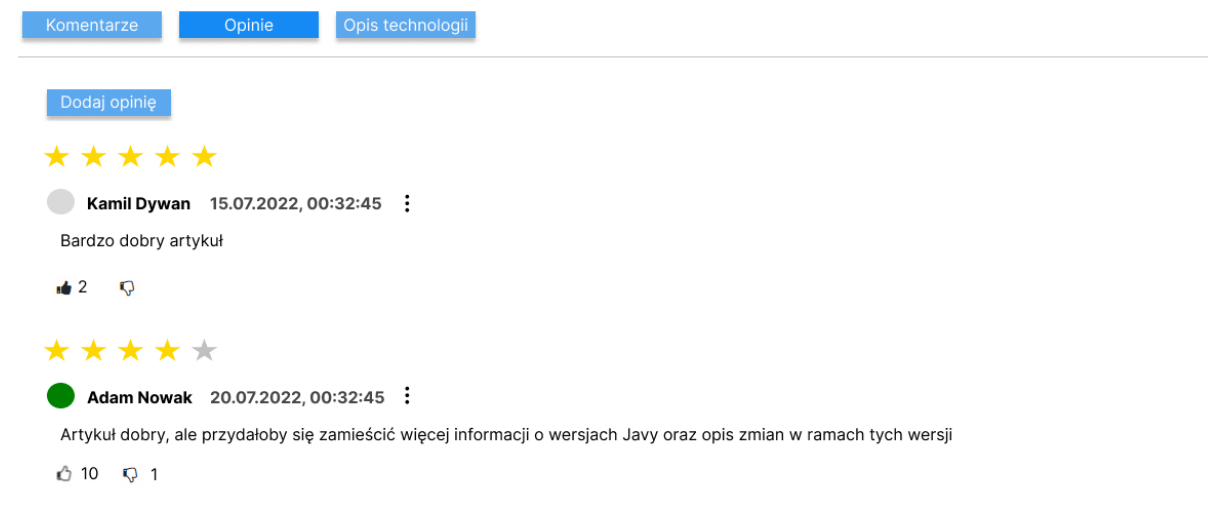 Komentarze Opinie Opis technologii
Dodaj opinię
Kamil Dywan 15.07.2022, 00:32:45
Bardzo dobry artykuł
2
Adam Nowak 20.07.2022, 00:32:45
Artykuł dobry, ale przydałoby się zamieścić więcej informacji o wersjach Javy oraz opis zmian w ramach tych wersji
10 1